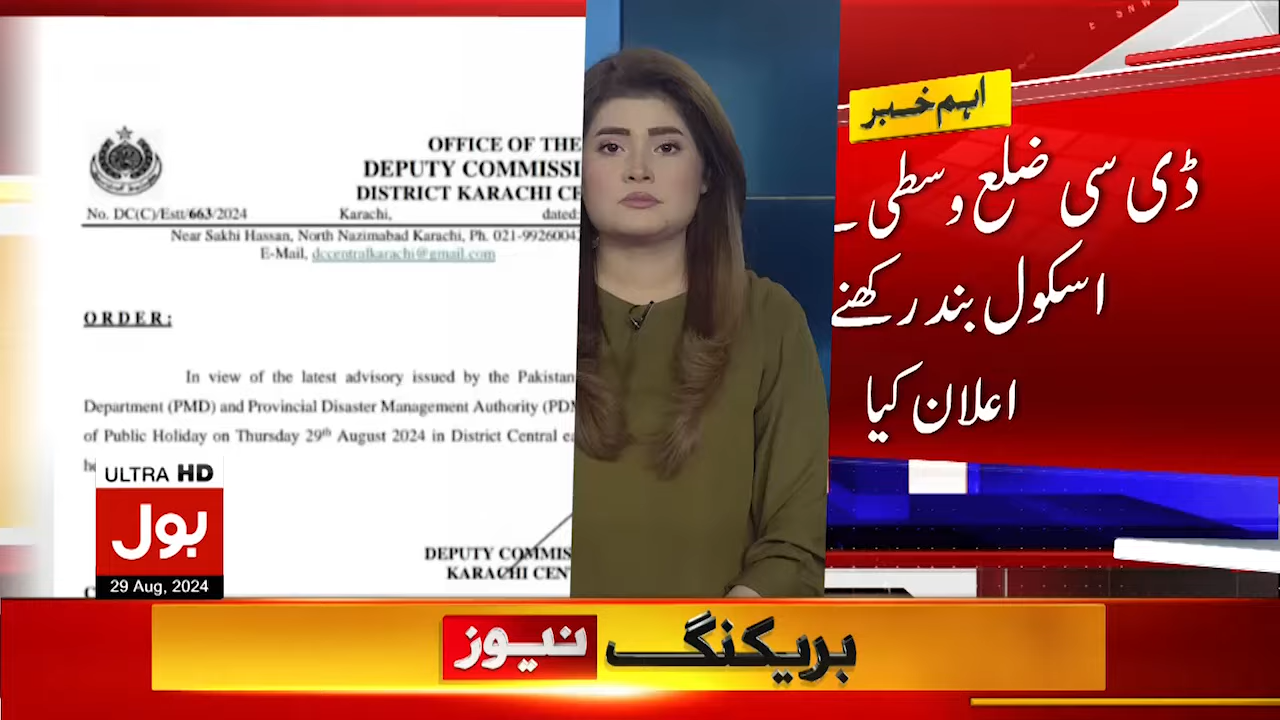 OFFICE OF THE
DEPUTY COMMISSI
DISTRICT KARACHI CE
No. DC(C)/Estt/663/2024 Karachi, dated:
Near Sakhi Hassan, North Nazimabad Karachi, Ph. 021-9926004
E-Mail, dccentralkarachi@gmail.com
ORDER:
In view of the latest advisory issued by the Pakistan
Department (PMD) and Provincial Disaster Management Authority (PDM
of Public Holiday on Thursday 29th August 2024 in District Central ea
DEPUTY COMMIS
KARACHI CENT
ULTRA HD
بول
29 Aug, 2024
اہم خبر
ڈی سی ضلع وسطی
اسکول بند رکھنے
اعلان کیا
بریکنگ نیوز